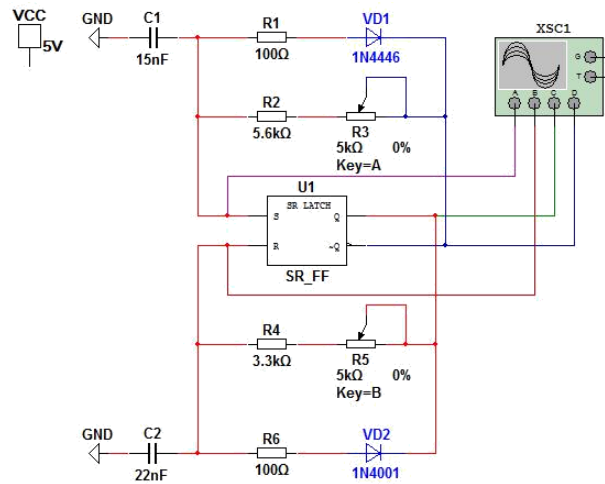 VCC
5V
GND
C1
15nF
R1
100Ω
VD1
1N4446
XSC1
G
T
A B C D
R2
5.6kΩ
R3
5kΩ 0%
Key=A
U1
SR LATCH
S Q
R ~Q
SR_FF
R4
3.3kΩ
R5
5kΩ 0%
Key=B
GND
C2
22nF
R6
100Ω
VD2
1N4001